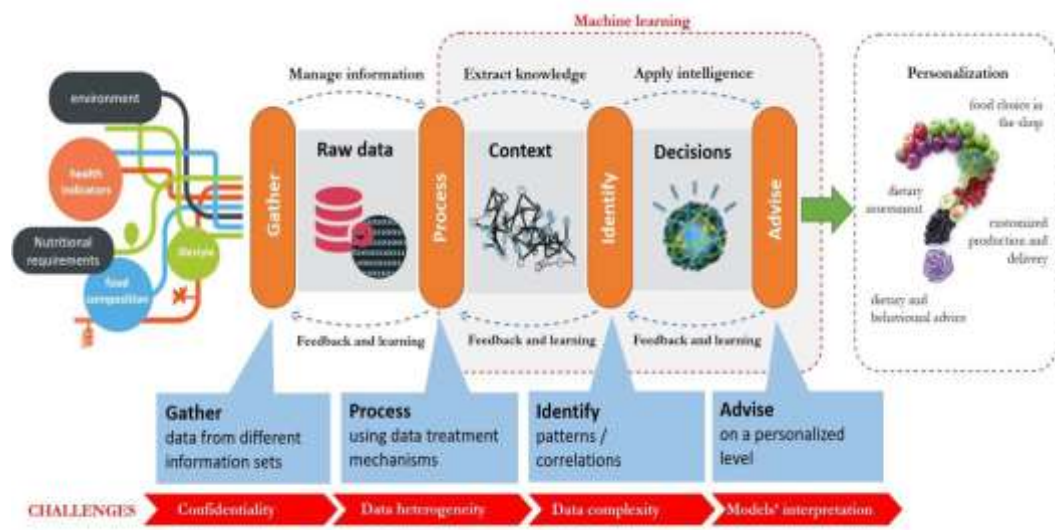 Machine learning
Manage information
Extract knowledge
Apply intelligence
Personalization
environment
health
indicators
Nutritional
requirements
lifestyle
food
composition
Gather
Raw data
Process
Context
Identify
Decisions
Advise
food choice in
the shop
dietary
assessment
customized
production and
delivery
dietary and
behavioural advice
Feedback and learning
Feedback and learning
Feedback and learning
Gather
data from different
information sets
Process
using data treatment
mechanisms
Identify
patterns /
correlations
Advise
on a personalized
level
CHALLENGES
Confidentiality
Data heterogeneity
Data complexity
Models' interpretation